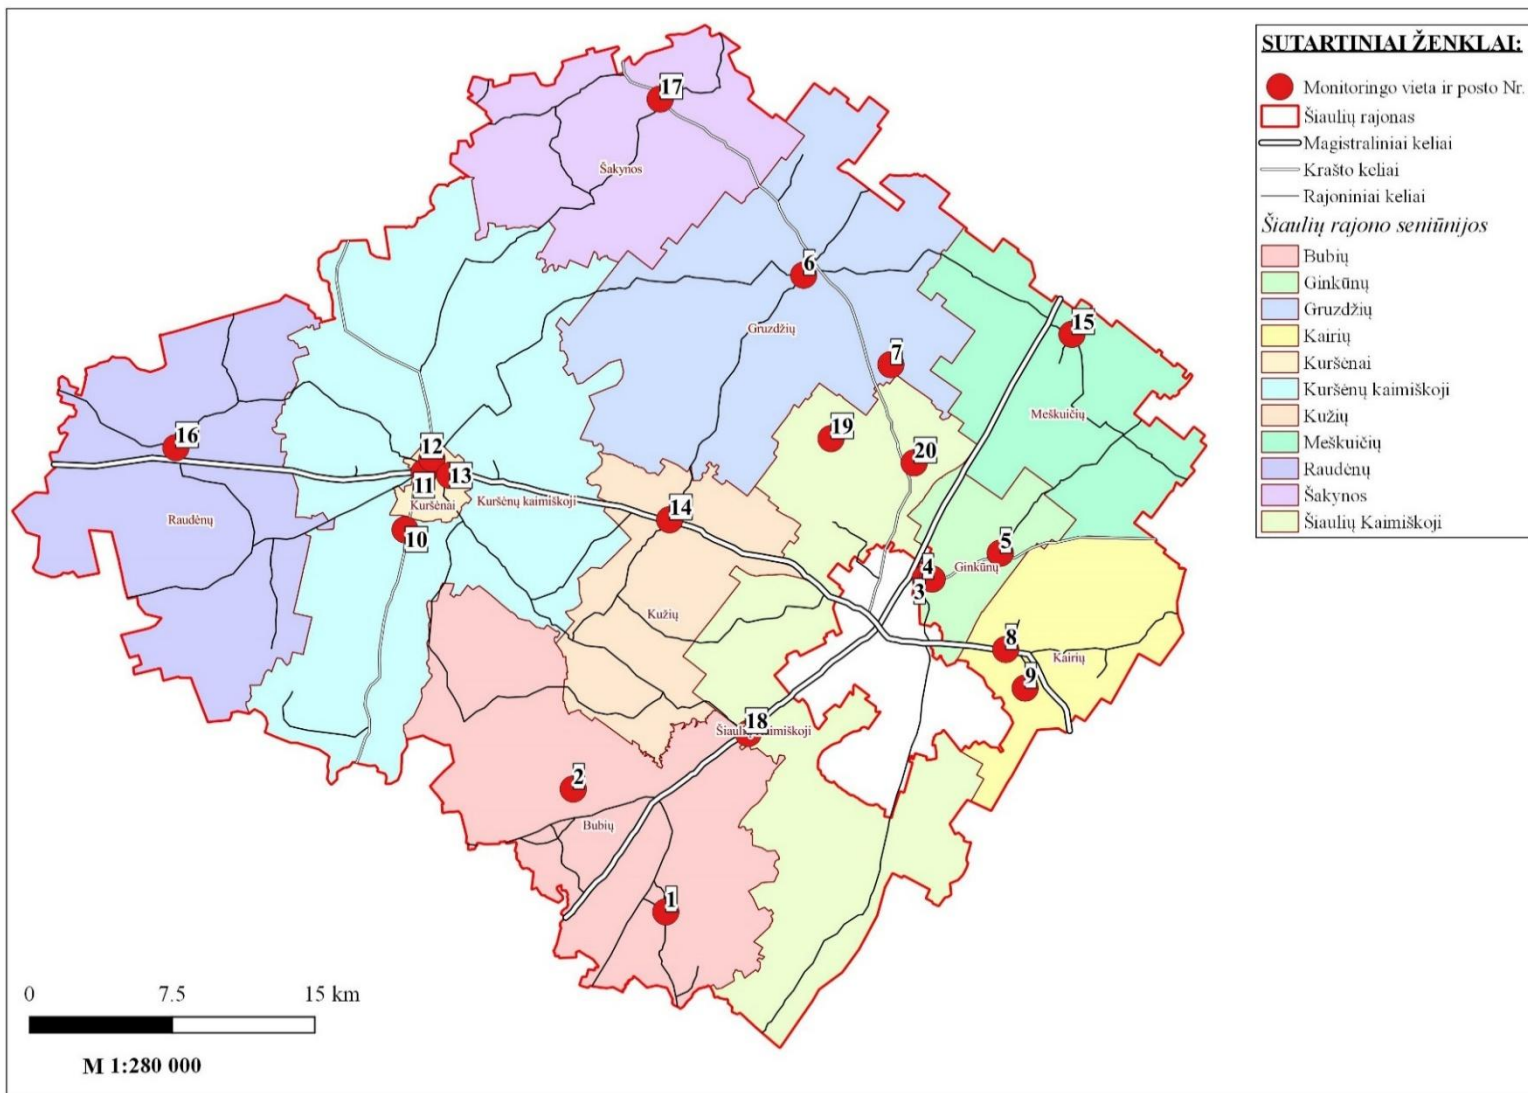 SUTARTINIAI ŽENKLAI:
Monitoringo vieta ir posto Nr.
Šiaulių rajonas
Magistraliniai keliai
Krašto keliai
Rajoniniai keliai
Šiaulių rajono seniūnijos
Bubių
Ginkūnų
Gruzdžių
Kairių
Kuršėnai
Kuršėnų kaimiškoji
Kužių
Meškuičių
Raudėnų
Šakynos
Šiaulių Kaimiškoji
17
Šakynos
6
Gruzdžių
15
7
Meškuičių
16
12
19
20
13
11
Kuršėnų kaimiškoji
Kuršėnai
14
Raudėnų
10
5
4
Ginkūnų
3
Kužių
8
Kairių
9
18
Šiaulių Kaimiškoji
2
Bubių
1
0 7.5 15 km
M 1:280 000